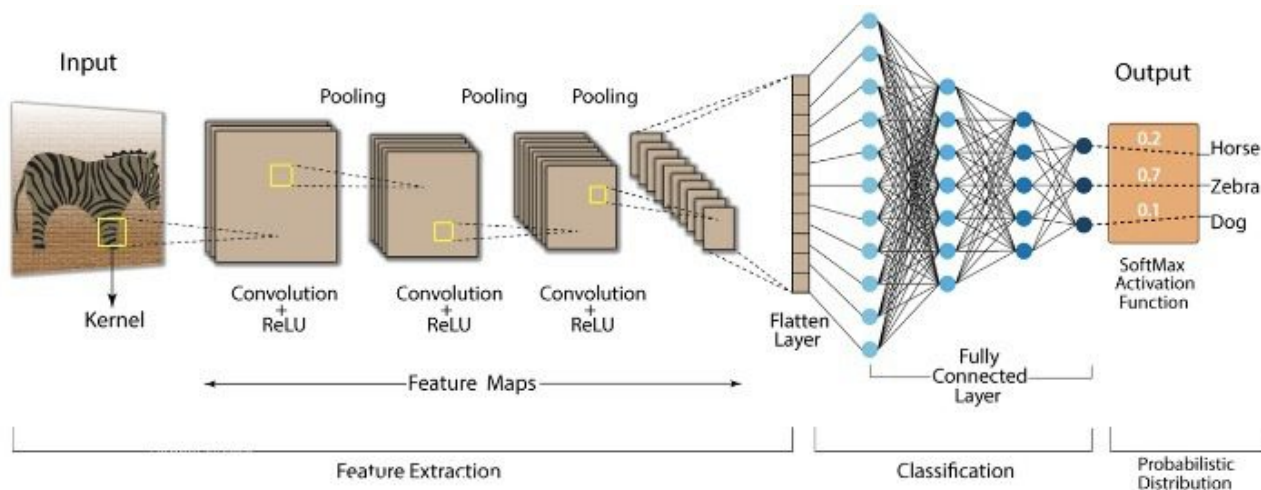 Input
Pooling
Pooling
Pooling
Output
0.2
Horse
0.7
Zebra
0.1
Dog
Kernel
Convolution
+
ReLU
Convolution
+
ReLU
Convolution
+
ReLU
Flatten
Layer
SoftMax
Activation
Function
Feature Maps
Fully
Connected
Layer
Feature Extraction
Classification
Probabilistic
Distribution